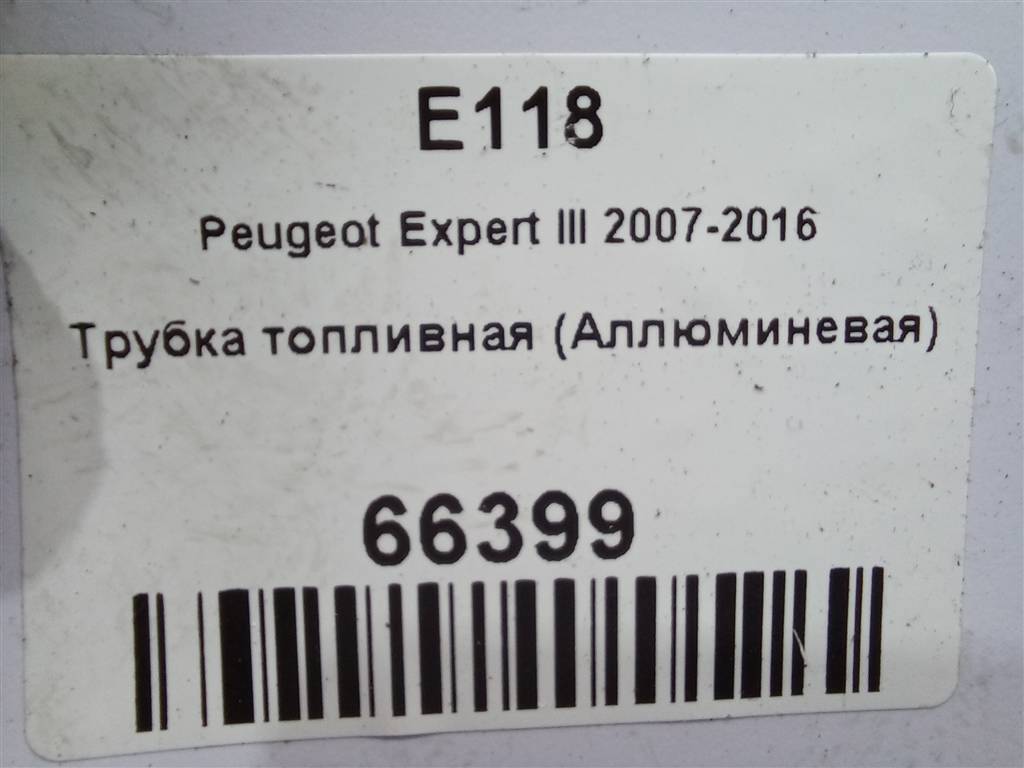 E118
Peugeot Expert III 2007-2016
Трубка топливная (Аллюминевая)
66399